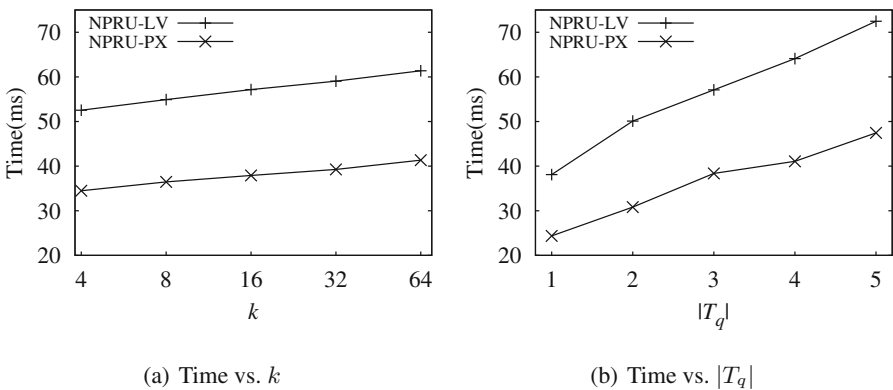 NPRU-LV
NPRU-PX
70
60
50
40
30
20
Time(ms)
4 8 16 32 64
k
(a) Time vs. k
NPRU-LV
NPRU-PX
70
60
50
40
30
20
Time(ms)
1 2 3 4 5
|T_q|
(b) Time vs. |T_q|